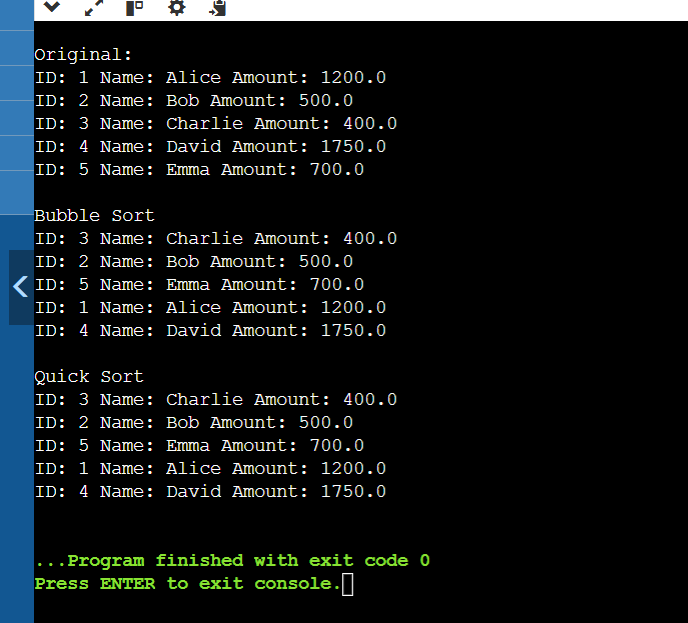 Original:
ID: 1 Name: Alice Amount: 1200.0
ID: 2 Name: Bob Amount: 500.0
ID: 3 Name: Charlie Amount: 400.0
ID: 4 Name: David Amount: 1750.0
ID: 5 Name: Emma Amount: 700.0
Bubble Sort
ID: 3 Name: Charlie Amount: 400.0
ID: 2 Name: Bob Amount: 500.0
ID: 5 Name: Emma Amount: 700.0
ID: 1 Name: Alice Amount: 1200.0
ID: 4 Name: David Amount: 1750.0
Quick Sort
ID: 3 Name: Charlie Amount: 400.0
ID: 2 Name: Bob Amount: 500.0
ID: 5 Name: Emma Amount: 700.0
ID: 1 Name: Alice Amount: 1200.0
ID: 4 Name: David Amount: 1750.0
...Program finished with exit code 0
Press ENTER to exit console.